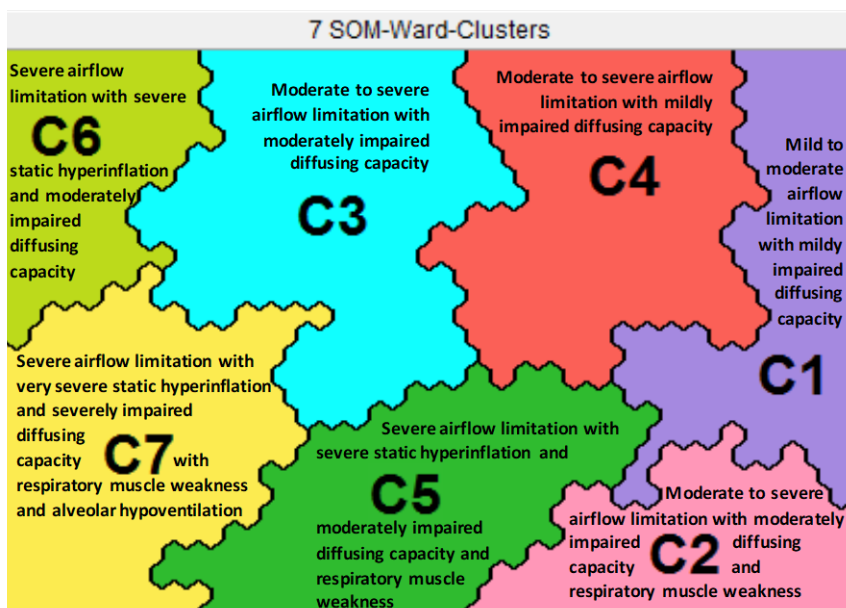 7 SOM-Ward-Clusters
Severe airflow
limitation with severe
C6
static hyperinflation
and moderately
impaired
diffusing
capacity
Moderate to severe
airflow limitation with
moderately impaired
diffusing capacity
C3
Moderate to severe airflow
limitation with mildly
impaired diffusing capacity
C4
Mild to
moderate
airflow
limitation
with mildy
impaired
diffusing
capacity
C1
Severe airflow limitation with
very severe static hyperinflation
and severely impaired
diffusing
capacity C7 with
respiratory muscle weakness
and alveolar hypoventilation
Severe airflow limitation with
severe static hyperinflation and
C5
moderately impaired
diffusing capacity and
respiratory muscle
weakness
Moderate to severe
airflow limitation with moderately
impaired C2 diffusing
capacity and
respiratory muscle weakness